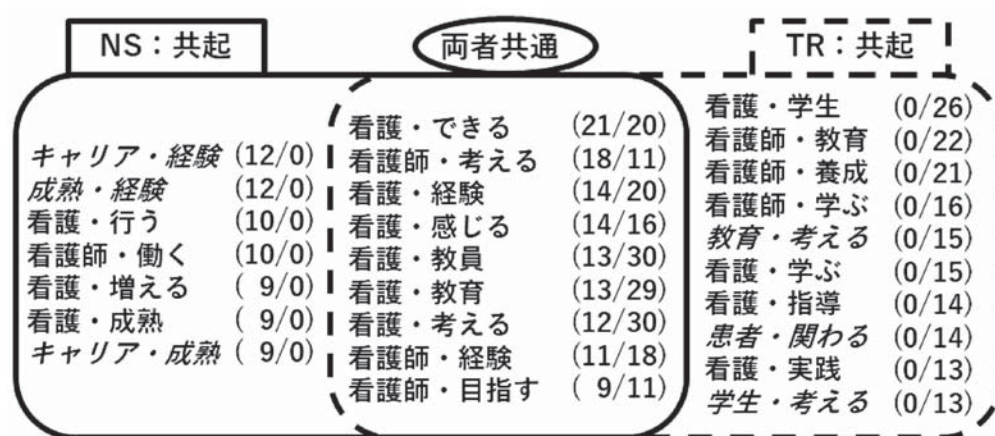 NS：共起
両者共通
TR：共起
キャリア・経験 (12/0)
成熟・経験 (12/0)
看護・行う (10/0)
看護師・働く (10/0)
看護・増える ( 9/0)
看護・成熟 ( 9/0)
キャリア・成熟 ( 9/0)
看護・できる (21/20)
看護師・考える (18/11)
看護・経験 (14/20)
看護・感じる (14/16)
看護・教員 (13/30)
看護・教育 (13/29)
看護・考える (12/30)
看護師・経験 (11/18)
看護師・目指す ( 9/11)
看護・学生 (0/26)
看護師・教育 (0/22)
看護師・養成 (0/21)
看護師・学ぶ (0/16)
教育・考える (0/15)
看護・学ぶ (0/15)
看護・指導 (0/14)
患者・関わる (0/14)
看護・実践 (0/13)
学生・考える (0/13)